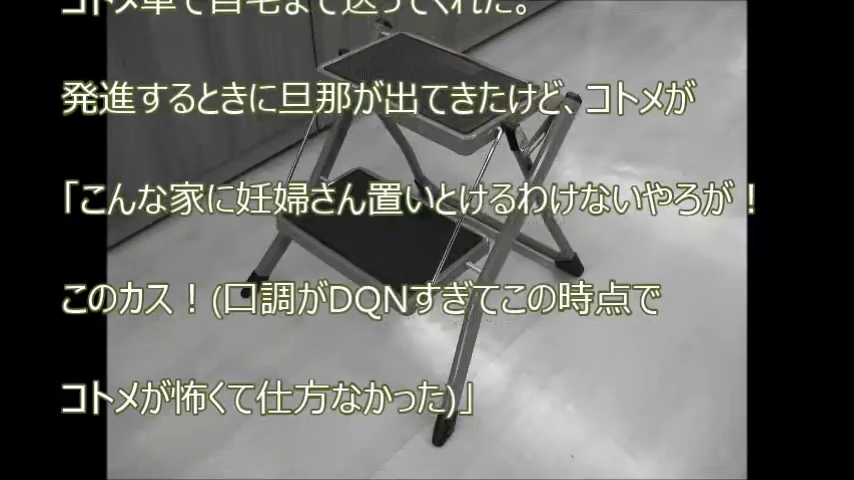 コトメ車で自宅まで送ってくれた。
発進するときに旦那が出てきたけど、コトメが
「こんな家に妊婦さん置いとけるわけないやろが！
このカス！(口調がDQNすぎてこの時点で
コトメが怖くて仕方なかった)」